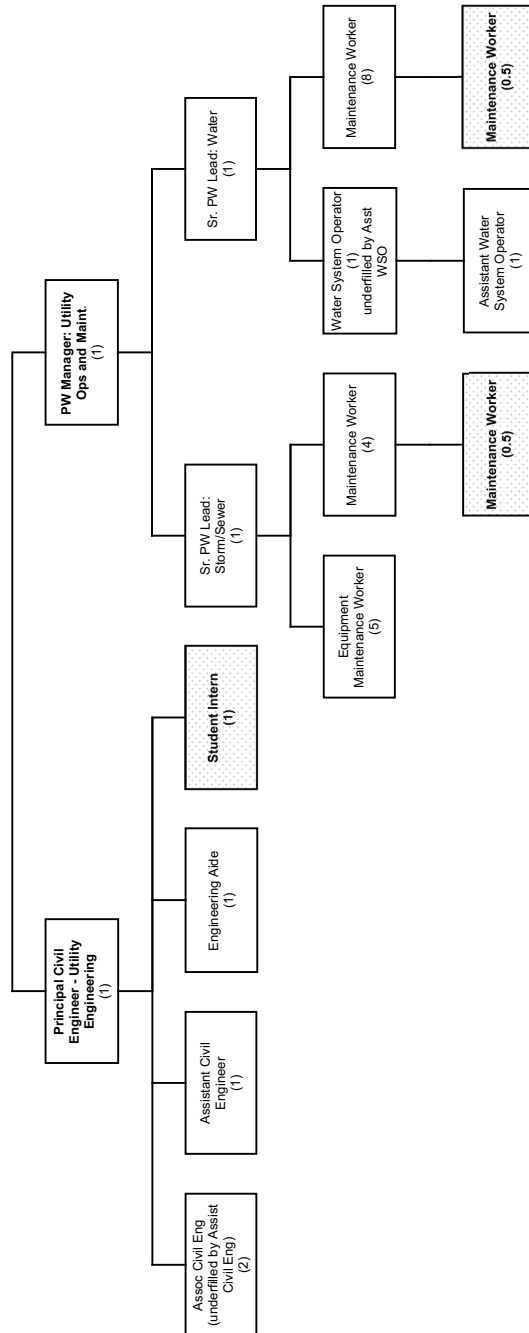 Principal Civil
Engineer - Utility
Engineering
(1)
PW Manager: Utility
Ops and Maint.
(1)
Assoc Civil Eng
(underfilled by Assist
Civil Eng)
(2)
Assistant Civil
Engineer
(1)
Engineering Aide
(1)
Student Intern
(1)
Sr. PW Lead:
Storm/Sewer
(1)
Sr. PW Lead: Water
(1)
Equipment
Maintenance Worker
(5)
Maintenance Worker
(4)
Water System Operator
(1)
underfilled by Asst
WSO
Maintenance Worker
(8)
Maintenance Worker
(0.5)
Assistant Water
System Operator
(1)
Maintenance Worker
(0.5)